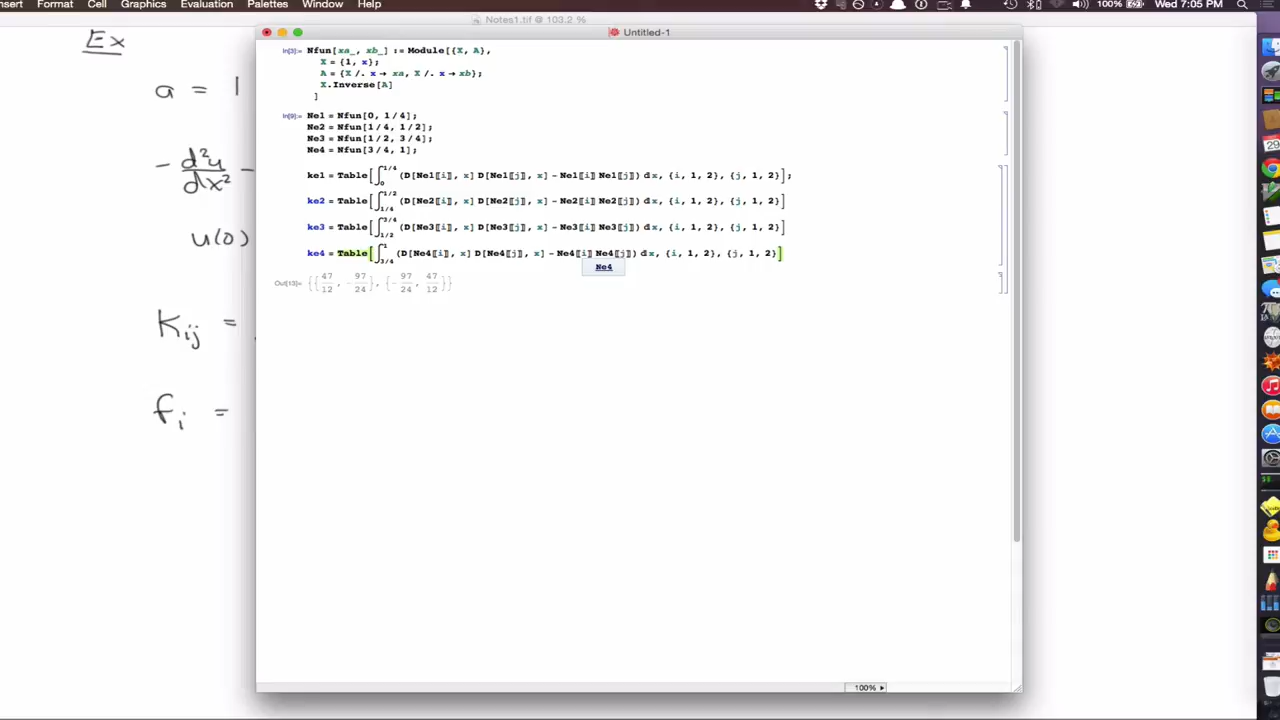 nsert Format Cell Graphics Evaluation Palettes Window Help 100% Wed 7:05 PM
Notes1.tif @ 103.2 %
Untitled-1
Ex
a = 1
- d²u/dx² -
u(0)
Kij =
fi =
In[3]:= Nfun[xa_, xb_] := Module[{X, A},
X = {1, x};
A = {X /. x → xa, X /. x → xb};
X.Inverse[A]
]
In[9]:= Ne1 = Nfun[0, 1/4];
Ne2 = Nfun[1/4, 1/2];
Ne3 = Nfun[1/2, 3/4];
Ne4 = Nfun[3/4, 1];
ke1 = Table[∫_0^{1/4} (D[Ne1[[i]], x] D[Ne1[[j]], x] - Ne1[[i]] Ne1[[j]]) dx, {i, 1, 2}, {j, 1, 2}];
ke2 = Table[∫_{1/4}^{1/2} (D[Ne2[[i]], x] D[Ne2[[j]], x] - Ne2[[i]] Ne2[[j]]) dx, {i, 1, 2}, {j, 1, 2}]
ke3 = Table[∫_{1/2}^{3/4} (D[Ne3[[i]], x] D[Ne3[[j]], x] - Ne3[[i]] Ne3[[j]]) dx, {i, 1, 2}, {j, 1, 2}]
ke4 = Table[∫_{3/4}^1 (D[Ne4[[i]], x] D[Ne4[[j]], x] - Ne4[[i]] Ne4[[j]]) dx, {i, 1, 2}, {j, 1, 2}]
Ne4
Out[13]= {{47/12, -97/24}, {-97/24, 47/12}}
100%